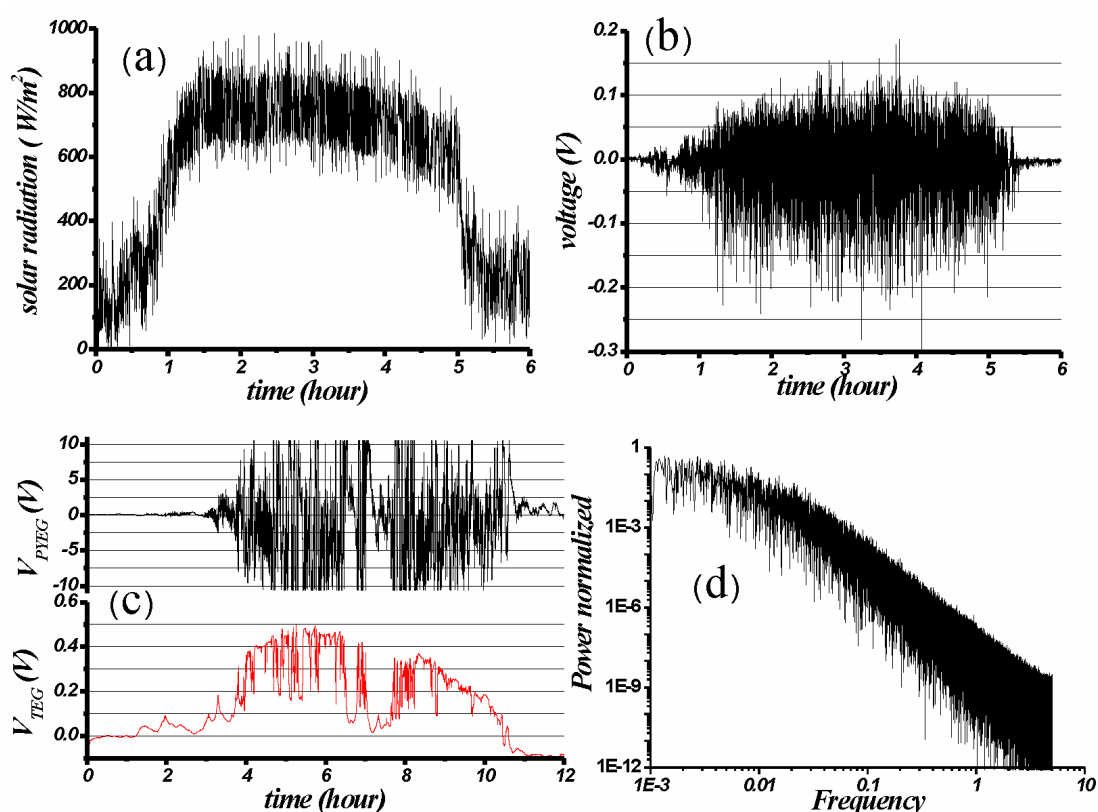 (a)
solar radiation ( W/m²)
1000
800
600
400
200
0
0 1 2 3 4 5 6
time (hour)
(b)
voltage (V)
0.2
0.1
0.0
-0.1
-0.2
-0.3
0 1 2 3 4 5 6
time (hour)
(c)
V_PYEG (V)
10
5
0
-5
-10
V_TEG (V)
0.6
0.4
0.2
0.0
0 2 4 6 8 10 12
time (hour)
(d)
Power normalized
1
1E-3
1E-6
1E-9
1E-12
1E-3 0.01 0.1 1 10
Frequency